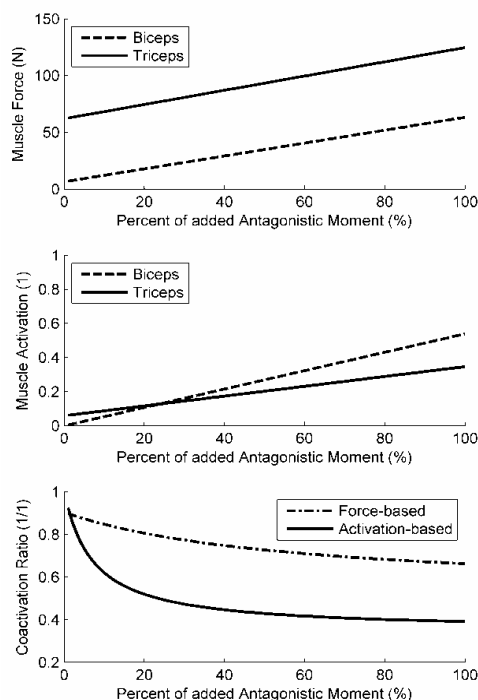 150
Biceps
Triceps
100
50
0
Muscle Force (N)
0 20 40 60 80 100
Percent of added Antagonistic Moment (%)
1
Biceps
Triceps
0.8
0.6
0.4
0.2
0
Muscle Activation (1)
0 20 40 60 80 100
Percent of added Antagonistic Moment (%)
1
Force-based
Activation-based
0.8
0.6
0.4
0.2
Coactivation Ratio (1/1)
0 20 40 60 80 100
Percent of added Antagonistic Moment (%)